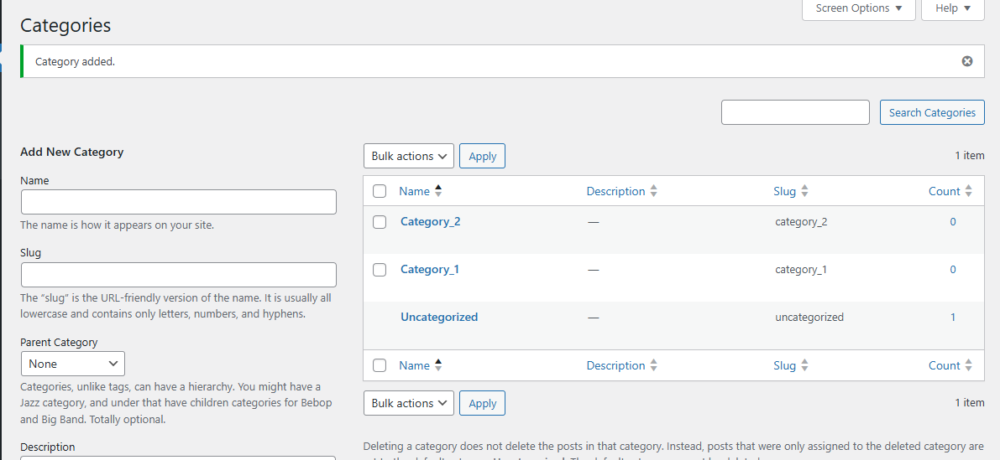 Screen Options
Help
Categories
Category added.
Search Categories
Add New Category
Name
The name is how it appears on your site.
Slug
The “slug” is the URL-friendly version of the name. It is usually all
lowercase and contains only letters, numbers, and hyphens.
Parent Category
None
Categories, unlike tags, can have a hierarchy. You might have a
Jazz category, and under that have children categories for Bebop
and Big Band. Totally optional.
Description
Bulk actions Apply 1 item
Name Description Slug Count
Category_2 — category_2 0
Category_1 — category_1 0
Uncategorized — uncategorized 1
Name Description Slug Count
Bulk actions Apply 1 item
Deleting a category does not delete the posts in that category. Instead, posts that were only assigned to the deleted category are